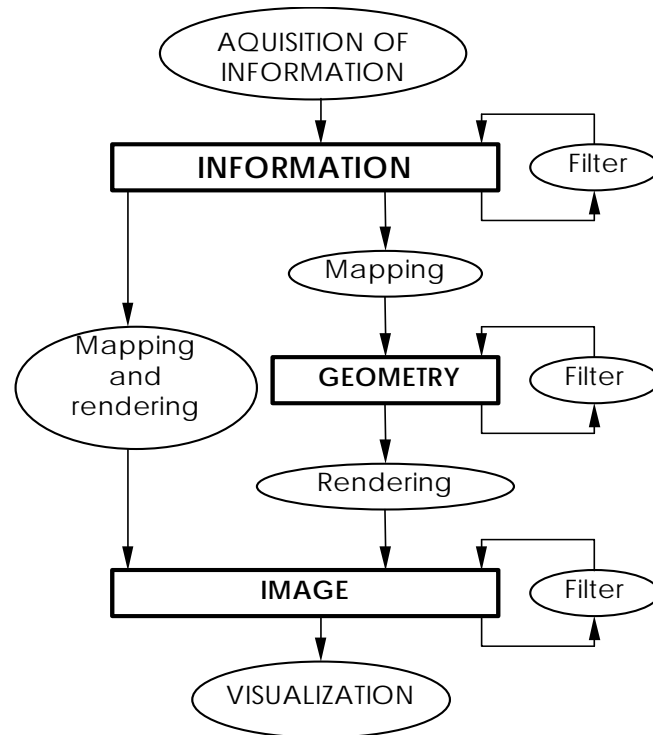 AQUISITION OF
INFORMATION
INFORMATION
Filter
Mapping
Mapping
and
rendering
GEOMETRY
Filter
Rendering
IMAGE
Filter
VISUALIZATION